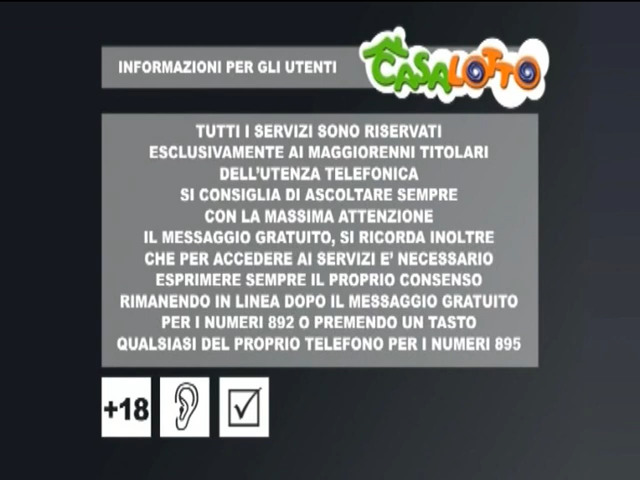 INFORMAZIONI PER GLI UTENTI
CASALOTTO
TUTTI I SERVIZI SONO RISERVATI
ESCLUSIVAMENTE AI MAGGIORENNI TITOLARI
DELL'UTENZA TELEFONICA
SI CONSIGLIA DI ASCOLTARE SEMPRE
CON LA MASSIMA ATTENZIONE
IL MESSAGGIO GRATUITO, SI RICORDA INOLTRE
CHE PER ACCEDERE AI SERVIZI E' NECESSARIO
ESPRIMERE SEMPRE IL PROPRIO CONSENSO
RIMANENDO IN LINEA DOPO IL MESSAGGIO GRATUITO
PER I NUMERI 892 O PREMENDO UN TASTO
QUALSIASI DEL PROPRIO TELEFONO PER I NUMERI 895
+18